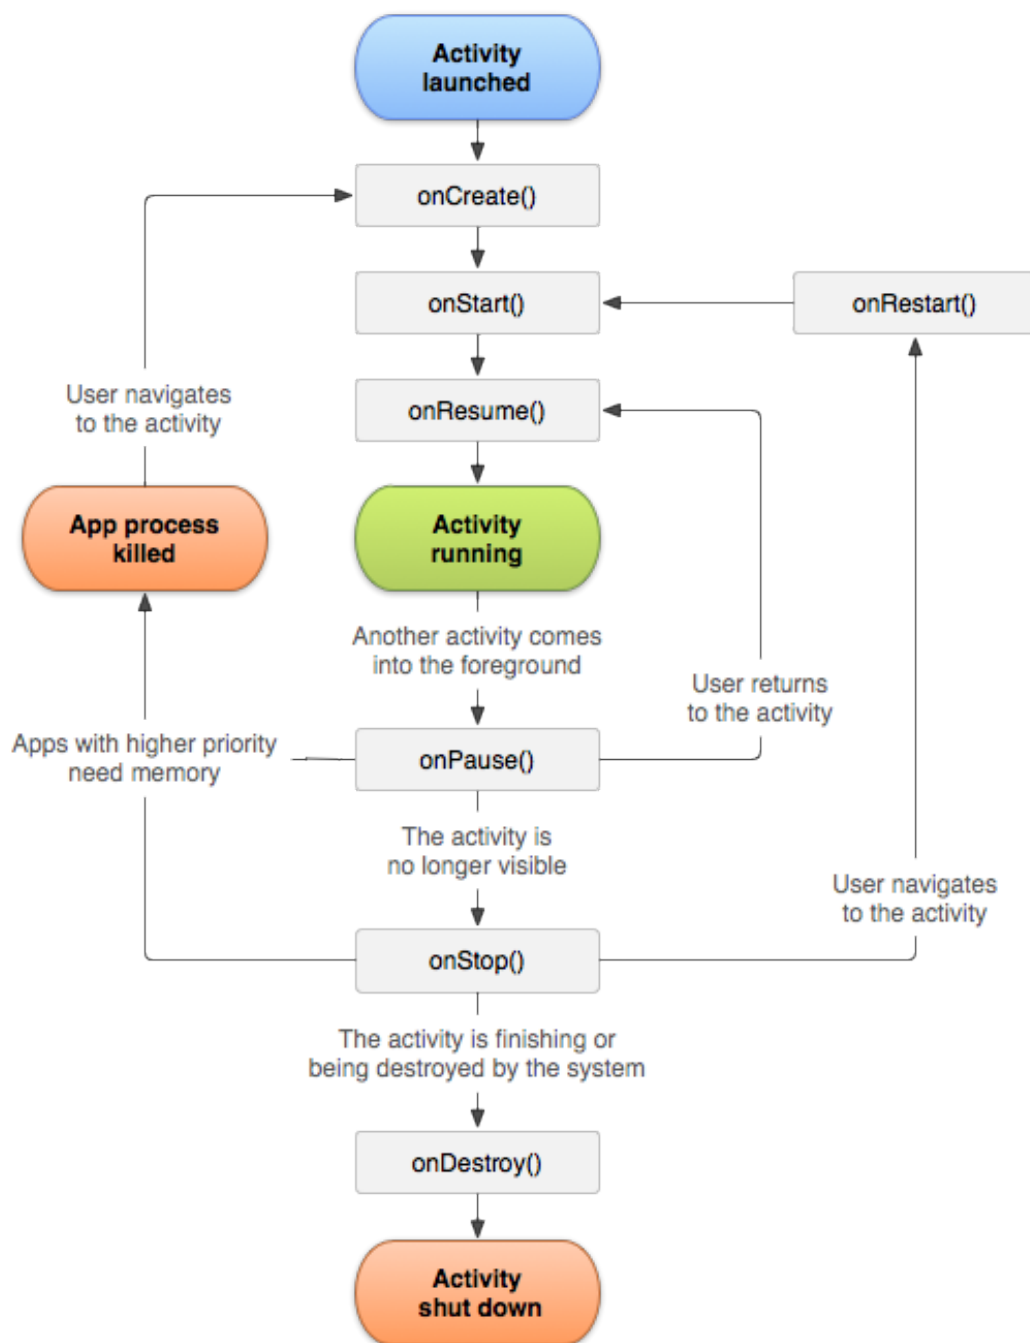 Activity
launched
onCreate()
onStart()
onRestart()
User navigates
to the activity
onResume()
App process
killed
Activity
running
Another activity comes
into the foreground
User returns
to the activity
Apps with higher priority
need memory
onPause()
The activity is
no longer visible
User navigates
to the activity
onStop()
The activity is finishing or
being destroyed by the system
onDestroy()
Activity
shut down